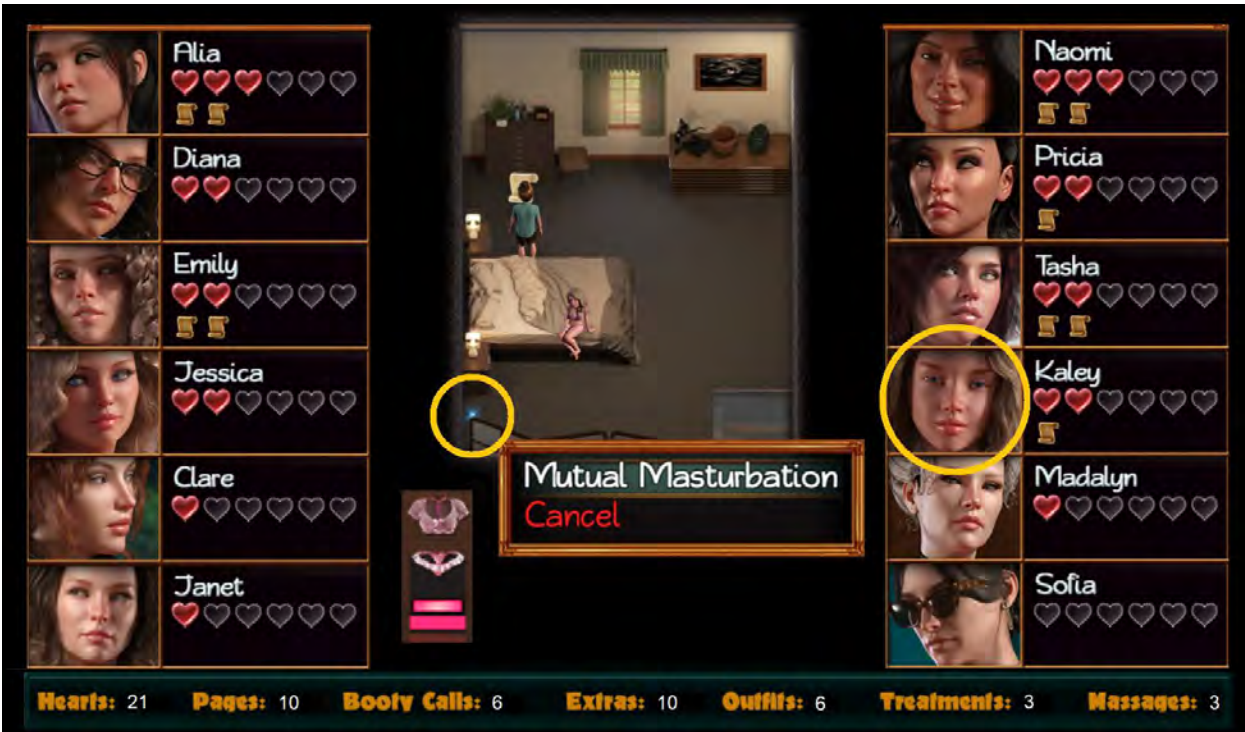 Alia
Diana
Emily
Jessica
Clare
Janet
Mutual Masturbation
Cancel
Naomi
Pricia
Tasha
Kaley
Madalyn
Sofia
Hearts: 21 Pages: 10 Booty Calls: 6 Extras: 10 Outfits: 6 Treatments: 3 Massages: 3